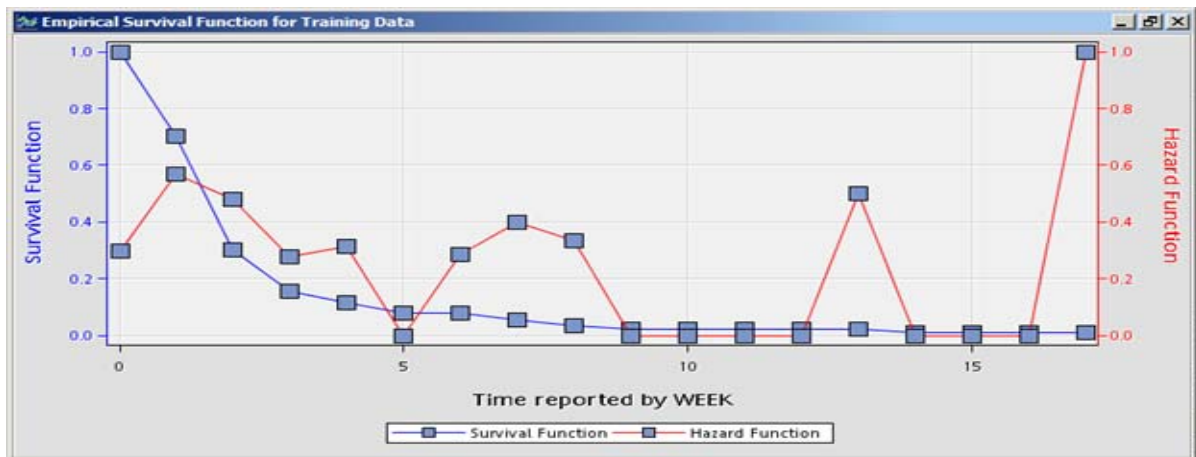 Empirical Survival Function for Training Data
1.0
0.8
0.6
0.4
0.2
0.0
Survival Function
1.0
0.8
0.6
0.4
0.2
0.0
Hazard Function
0 5 10 15
Time reported by WEEK
Survival Function Hazard Function